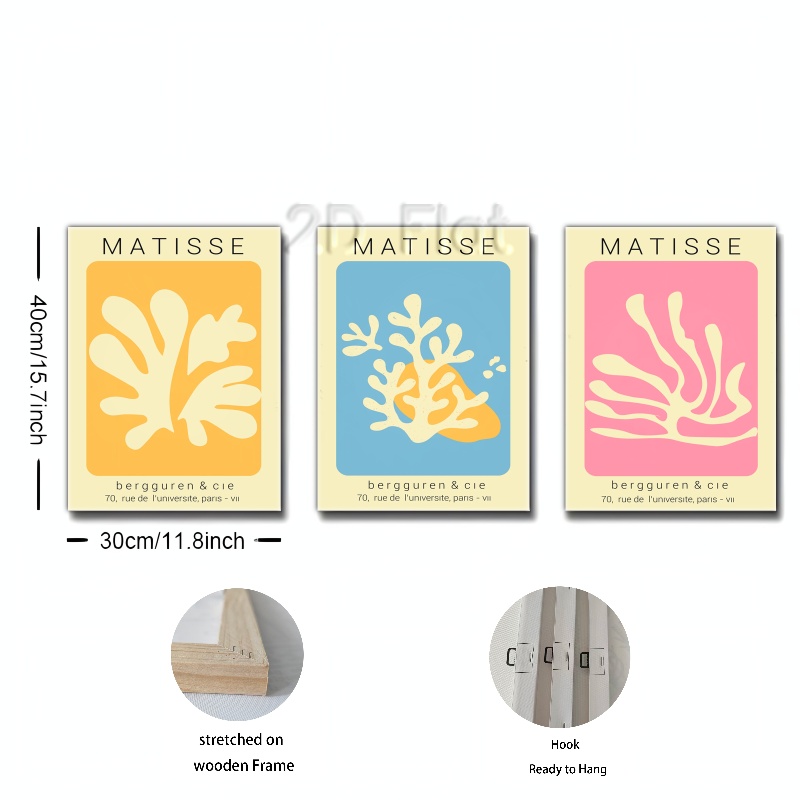 2D Flat
MATISSE
MATISSE
MATISSE
bergguren & cie
70, rue de l'universite, paris - vii
bergguren & cie
70, rue de l'universite, paris - vii
bergguren & cie
70, rue de l'universite, paris - vii
40cm/15.7inch
30cm/11.8inch
stretched on
wooden Frame
Hook
Ready to Hang